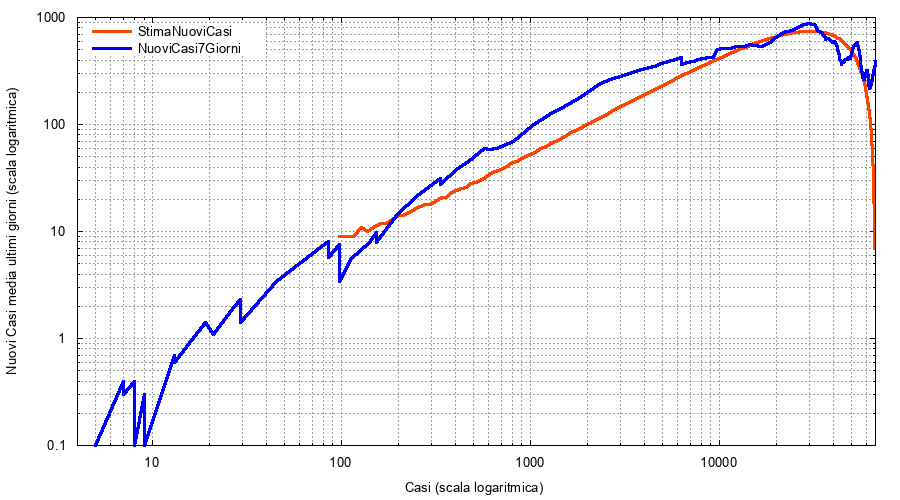 StimaNuoviCasi
NuoviCasi7Giorni
Nuovi Casi media ultimi giorni (scala logaritmica)
1000
100
10
1
0.1
10 100 1000 10000
Casi (scala logaritmica)